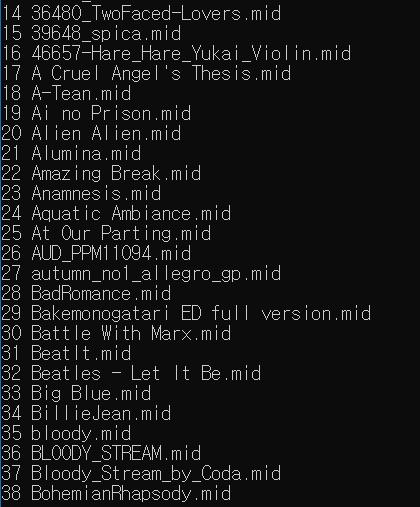 14 36480_TwoFaced-Lovers.mid
15 39648_spica.mid
16 46657-Hare_Hare_Yukai_Violin.mid
17 A Cruel Angel's Thesis.mid
18 A-Tean.mid
19 Ai no Prison.mid
20 Alien Alien.mid
21 Alumina.mid
22 Amazing Break.mid
23 Anamnesis.mid
24 Aquatic Ambiance.mid
25 At Our Parting.mid
26 AUD_PPM11094.mid
27 autumn_no1_allegro_gp.mid
28 BadRomance.mid
29 Bakemonogatari ED full version.mid
30 Battle With Marx.mid
31 BeatIt.mid
32 Beatles - Let It Be.mid
33 Big Blue.mid
34 BillieJean.mid
35 bloody.mid
36 BLOODY_STREAM.mid
37 Bloody_Stream_by_Coda.mid
38 BohemianRhapsody.mid